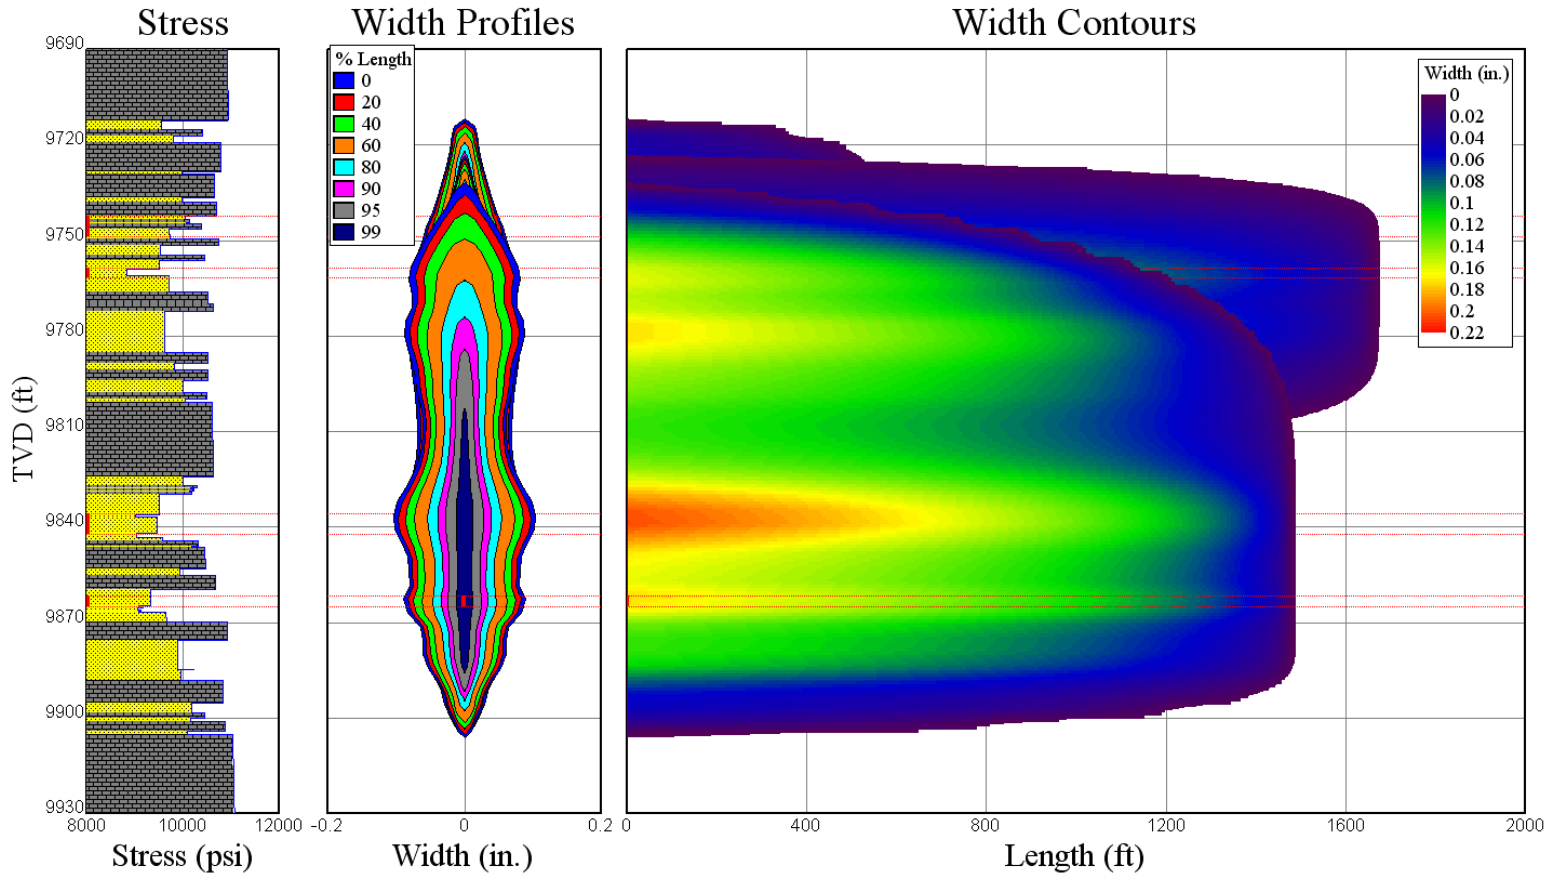 Stress
Width Profiles
Width Contours
9690
9720
9750
9780
9810
9840
9870
9900
9930
TVD (ft)
8000 10000 12000
Stress (psi)
% Length
0
20
40
60
80
90
95
99
-0.2 0 0.2
Width (in.)
Width (in.)
0
0.02
0.04
0.06
0.08
0.1
0.12
0.14
0.16
0.18
0.2
0.22
0 400 800 1200 1600 2000
Length (ft)